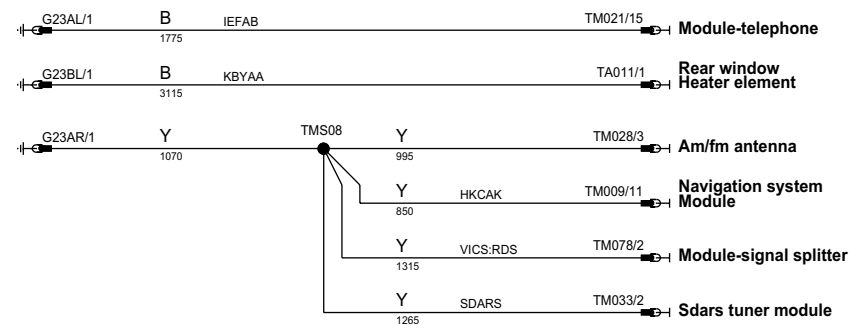 G23AL/1 B IEFAB TM021/15 Module-telephone
1775
G23BL/1 B KBYAA TA011/1 Rear window
Heater element
3115
G23AR/1 Y TMS08 Y TM028/3 Am/fm antenna
1070 995
Y HKCAK TM009/11 Navigation system
Module
850
Y VICS:RDS TM078/2 Module-signal splitter
1315
Y SDARS TM033/2 Sdars tuner module
1265